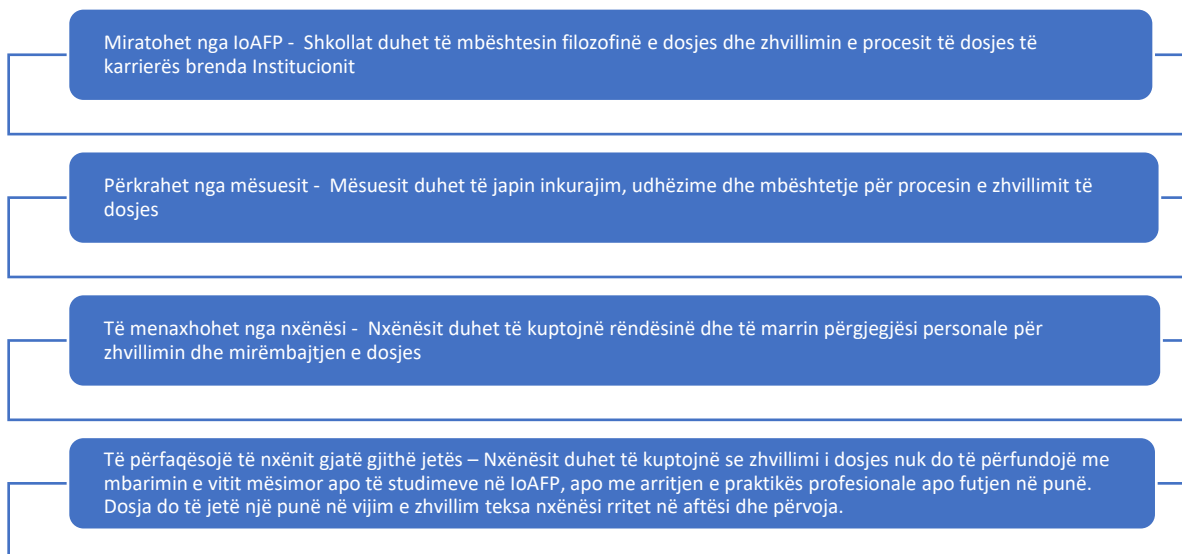 Miratohet nga IoAFP - Shkollat duhet të mbështesin filozofinë e dosjes dhe zhvillimin e procesit të dosjes të
karrierës brenda Institucionit
Përkrahet nga mësuesit - Mësuesit duhet të japin inkurajim, udhëzime dhe mbështetje për procesin e zhvillimit të
dosjes
Të menaxhohet nga nxënësi - Nxënësit duhet të kuptojnë rëndësinë dhe të marrin përgjegjësi personale për
zhvillimin dhe mirëmbajtjen e dosjes
Të përfaqësojë të nxënit gjatë gjithë jetës – Nxënësit duhet të kuptojnë se zhvillimi i dosjes nuk do të përfundojë me
mbarimin e vitit mësimor apo të studimeve në IoAFP, apo me arritjen e praktikës profesionale apo futjen në punë.
Dosja do të jetë një punë në vijim e zhvillim teksa nxënësi rritet në aftësi dhe përvoja.